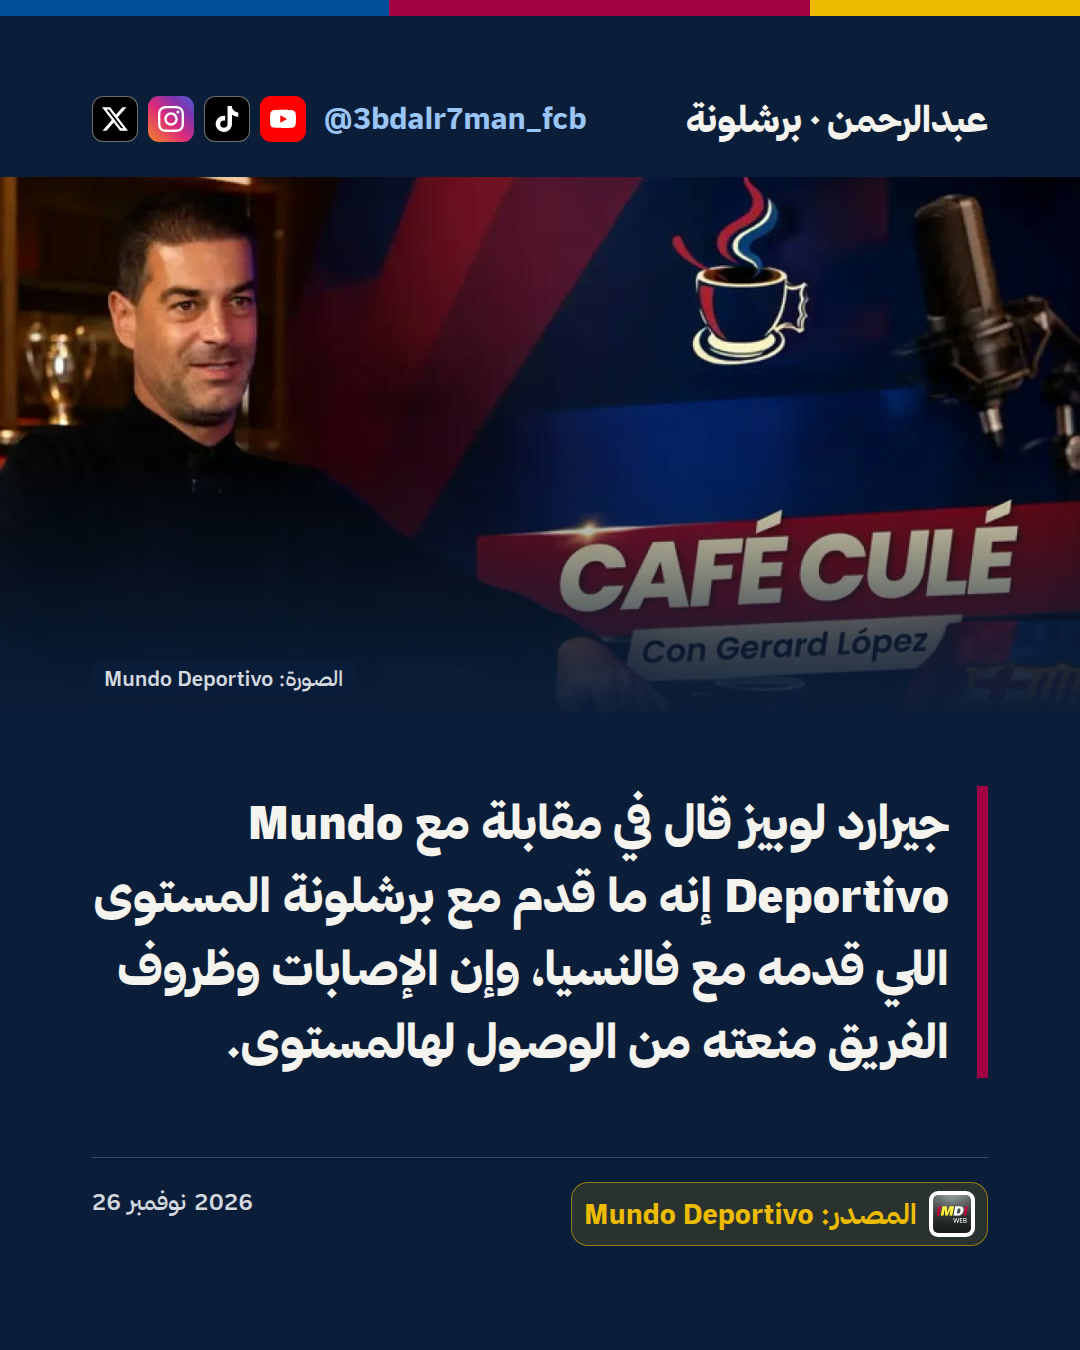 عبدالرحمن · برشلونة
@3bdalr7man_fcb
CAFÉ CULÉ
Con Gerard López
الصورة: Mundo Deportivo
جيرارد لوبيز قال في مقابلة مع Mundo
Deportivo إنه ما قدم مع برشلونة المستوى
اللي قدمه مع فالنسيا، وإن الإصابات وظروف
الفريق منعته من الوصول لهالمستوى.
المصدر: Mundo Deportivo
MD
WEB
26 نوفمبر 2026